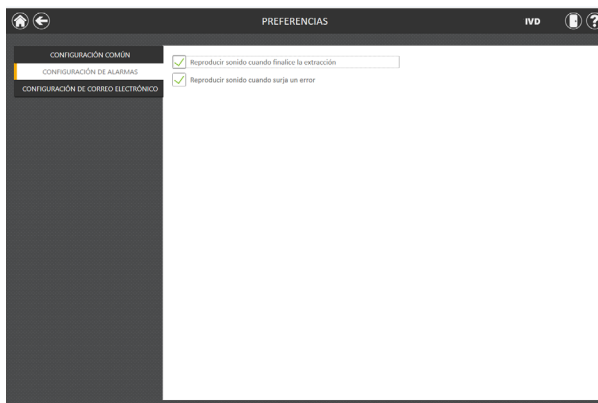 PREFERENCIAS
IVD
CONFIGURACIÓN COMÚN
CONFIGURACIÓN DE ALARMAS
CONFIGURACIÓN DE CORREO ELECTRÓNICO
Reproducir sonido cuando finalice la extracción
Reproducir sonido cuando surja un error